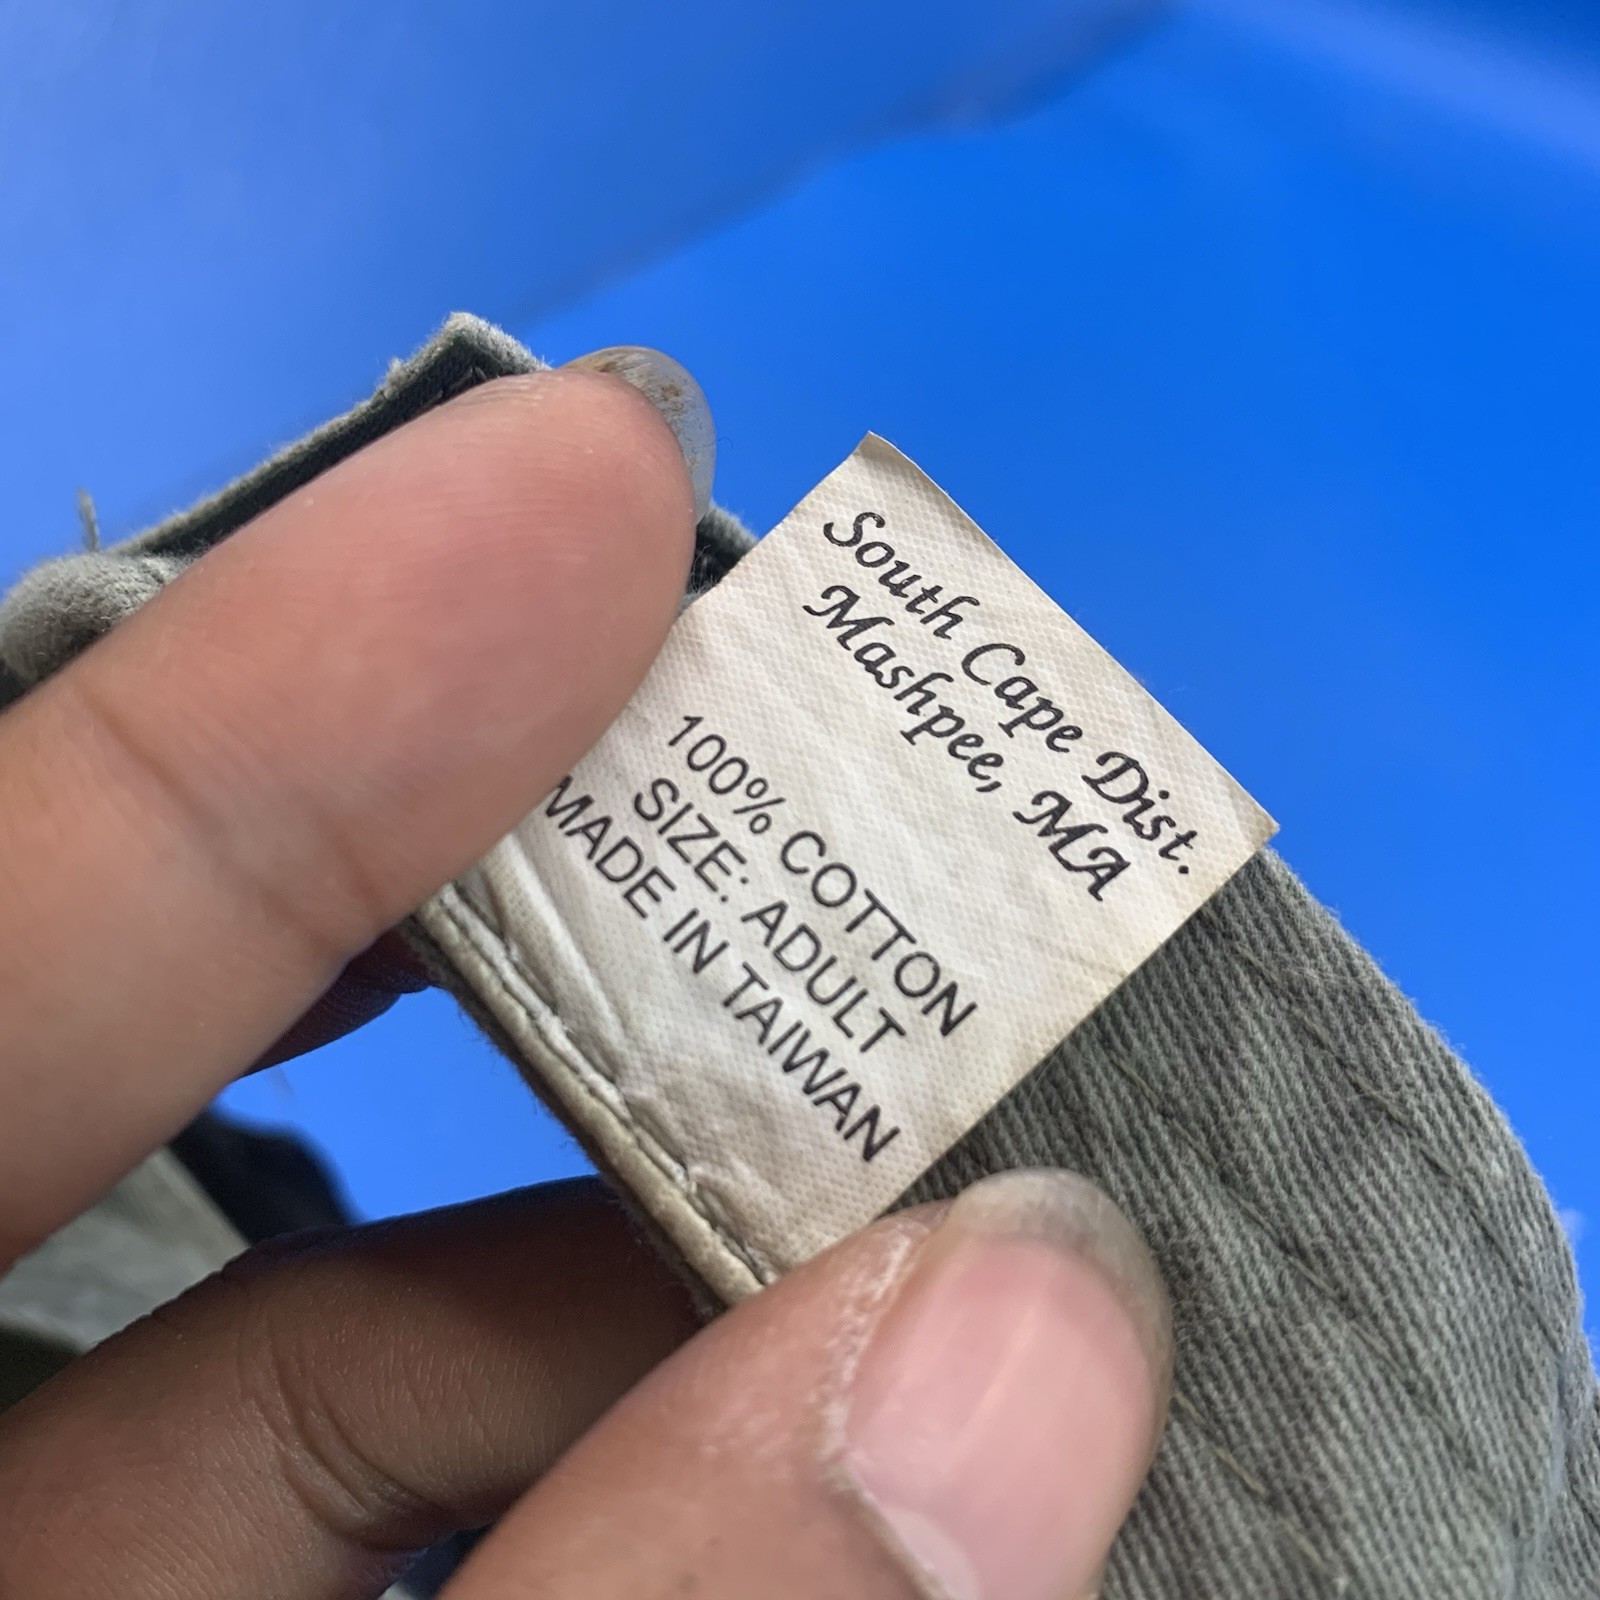 South Cape Dist.
Mashpee, MA
100% COTTON
SIZE: ADULT
MADE IN TAIWAN